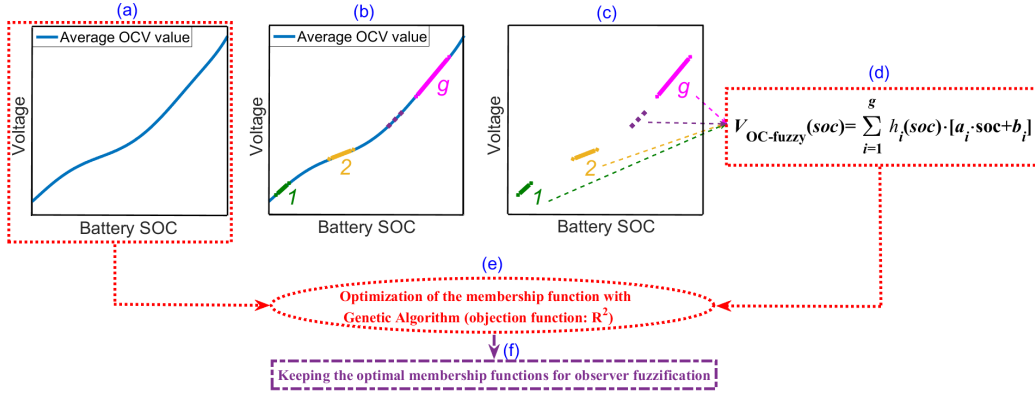 (a)
Average OCV value
Voltage
Battery SOC
(b)
Average OCV value
Voltage
1
2
g
Battery SOC
(c)
Voltage
1
2
g
Battery SOC
(d)
V_OC-fuzzy(soc)= ∑_{i=1}^{g} h_i(soc)·[a_i·soc+b_i]
(e)
Optimization of the membership function with
Genetic Algorithm (objection function: R²)
(f)
Keeping the optimal membership functions for observer fuzzification